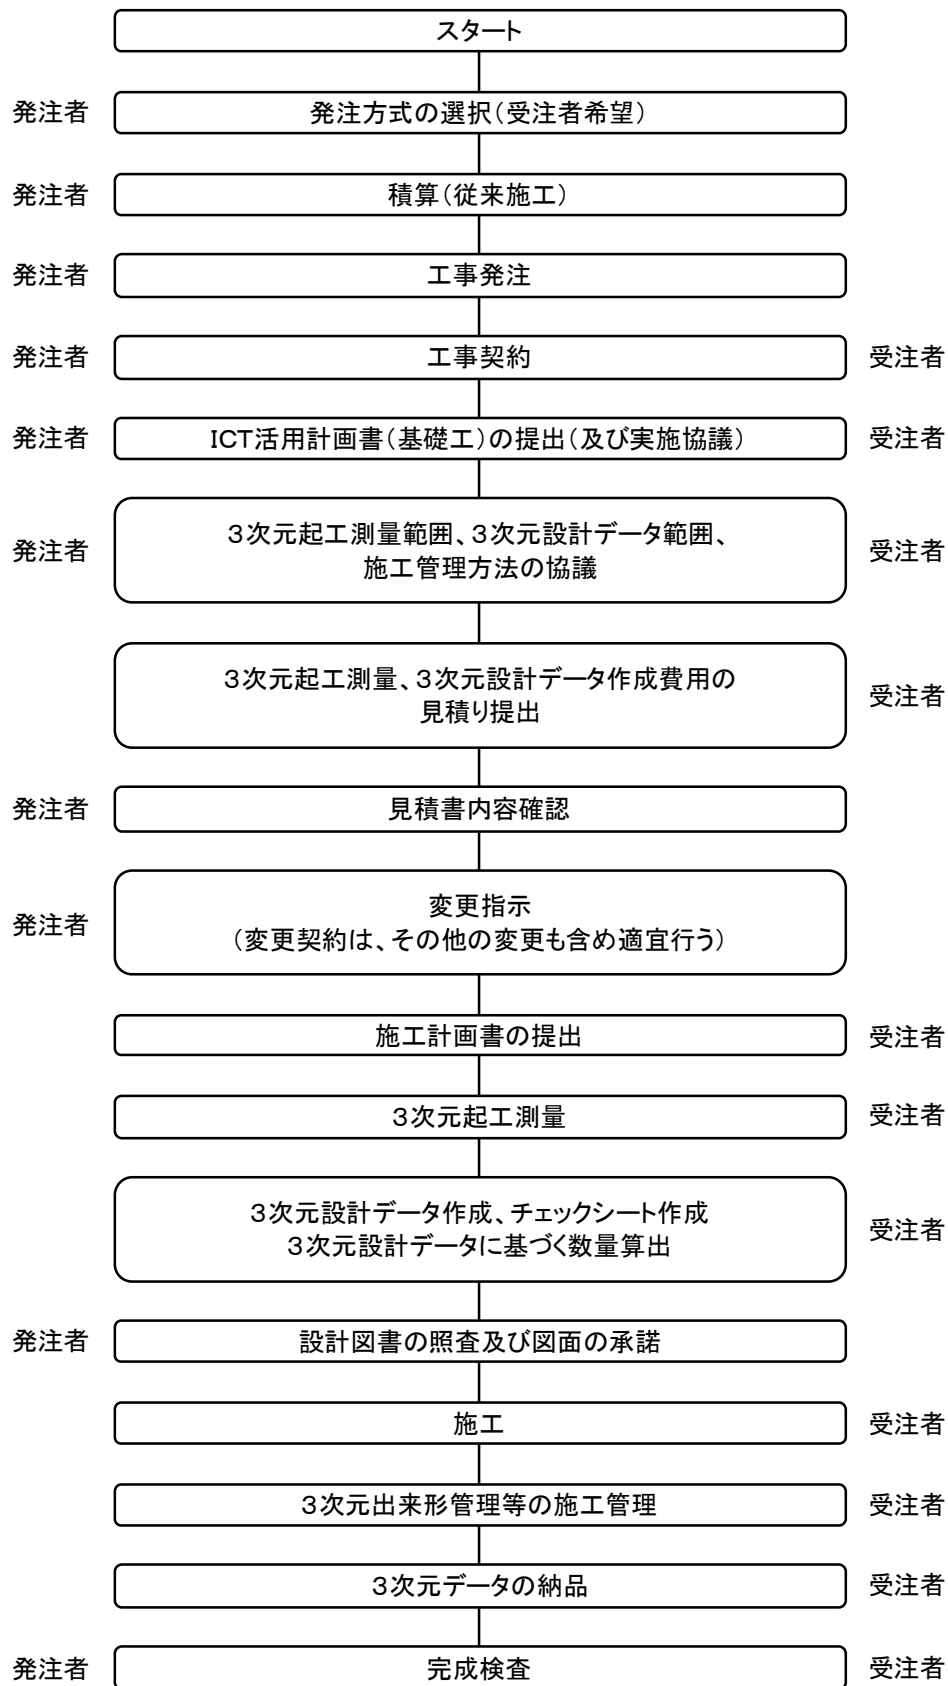 スタート
発注者 発注方式の選択（受注者希望）
発注者 積算（従来施工）
発注者 工事発注
発注者 工事契約 受注者
発注者 ICT活用計画書（基礎工）の提出（及び実施協議） 受注者
３次元起工測量範囲、３次元設計データ範囲、
発注者 受注者
施工管理方法の協議
３次元起工測量、３次元設計データ作成費用の
受注者
見積り提出
発注者 見積書内容確認
変更指示
発注者
（変更契約は、その他の変更も含め適宜行う）
施工計画書の提出 受注者
３次元起工測量 受注者
３次元設計データ作成、チェックシート作成
受注者
３次元設計データに基づく数量算出
発注者 設計図書の照査及び図面の承諾
施工 受注者
３次元出来形管理等の施工管理 受注者
３次元データの納品 受注者
発注者 完成検査 受注者